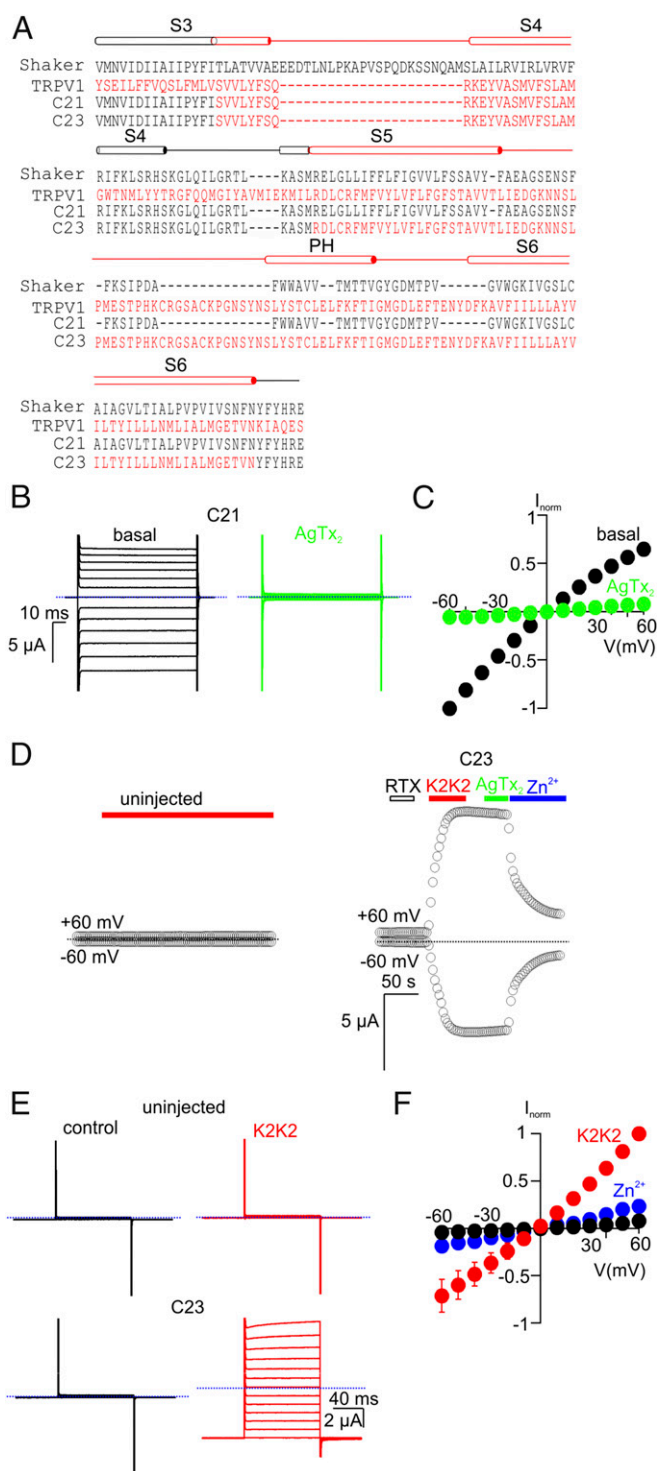 A
S3 S4
Shaker VMNVIDIIAIIPYFITLATVVAEEEDTLNLPKAPVSPQDKSSNQAMSLAILRVIRLVRVF
TRPV1 YSEILFFVQSLFMLVSVVLYFSQ------------------------RKEYVASMVFSLAM
C21 VMNVIDIIAIIPYFISVVLYFSQ------------------------RKEYVASMVFSLAM
C23 VMNVIDIIAIIPYFISVVLYFSQ------------------------RKEYVASMVFSLAM
S4 S5
Shaker RIFKLSRHSKGLQILGRTL----KASMRELGLLIFFLFIGVVLFSSAVY-FAEAGSENSF
TRPV1 GWTNMLYYTRGFQQMGIYAVMIEKMILRDLCRFMFVYLVFLFGFSTAVVTLIEDGKNNSL
C21 RIFKLSRHSKGLQILGRTL----KASMRELGLLIFFLFIGVVLFSSAVY-FAEAGSENSF
C23 RIFKLSRHSKGLQILGRTL----KASMRDLCRFMFVYLVFLFGFSTAVVTLIEDGKNNSL
PH S6
Shaker -FKSIPDA--------------FWWAVV--TMTTVGYGDMTPV------GVWGKIVGSLC
TRPV1 PMESTPHKCRGSACKPGNSYNSLYSTCLELFKFTIGMGDLEFTENYDFKAVFIILLLAYV
C21 -FKSIPDA--------------FWWAVV--TMTTVGYGDMTPV------GVWGKIVGSLC
C23 PMESTPHKCRGSACKPGNSYNSLYSTCLELFKFTIGMGDLEFTENYDFKAVFIILLLAYV
S6
Shaker AIAGVLTIALPVPVIVSNFNYFYHRE
TRPV1 ILTYILLLNMLIALMGETVNKIAQES
C21 AIAGVLTIALPVPVIVSNFNYFYHRE
C23 ILTYILLLNMLIALMGETVNYFYHRE
B
C21
basal
AgTx2
10 ms
5 µA
C
Inorm
1
basal
0.5
AgTx2
-60 -30
30 60
V(mV)
-0.5
-1
D
uninjected
+60 mV
-60 mV
C23
RTX K2K2 AgTx2 Zn2+
+60 mV
-60 mV
50 s
5 µA
E
uninjected
control K2K2
C23
40 ms
2 µA
F
Inorm
K2K2 1
0.5
Zn2+
-60 -30
30 60
V(mV)
-0.5
-1